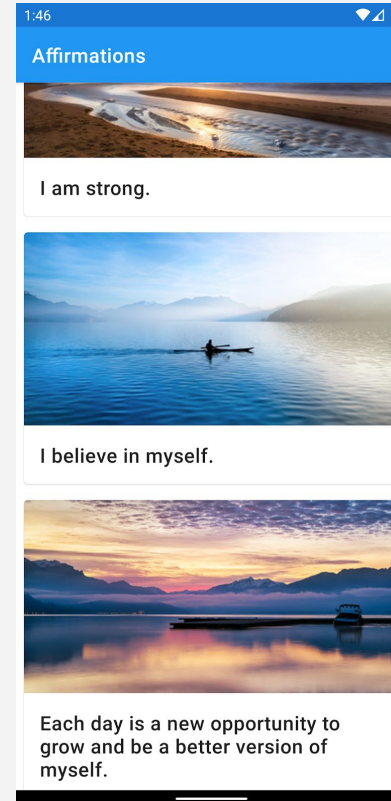 1:46
Affirmations
I am strong.
I believe in myself.
Each day is a new opportunity to
grow and be a better version of
myself.